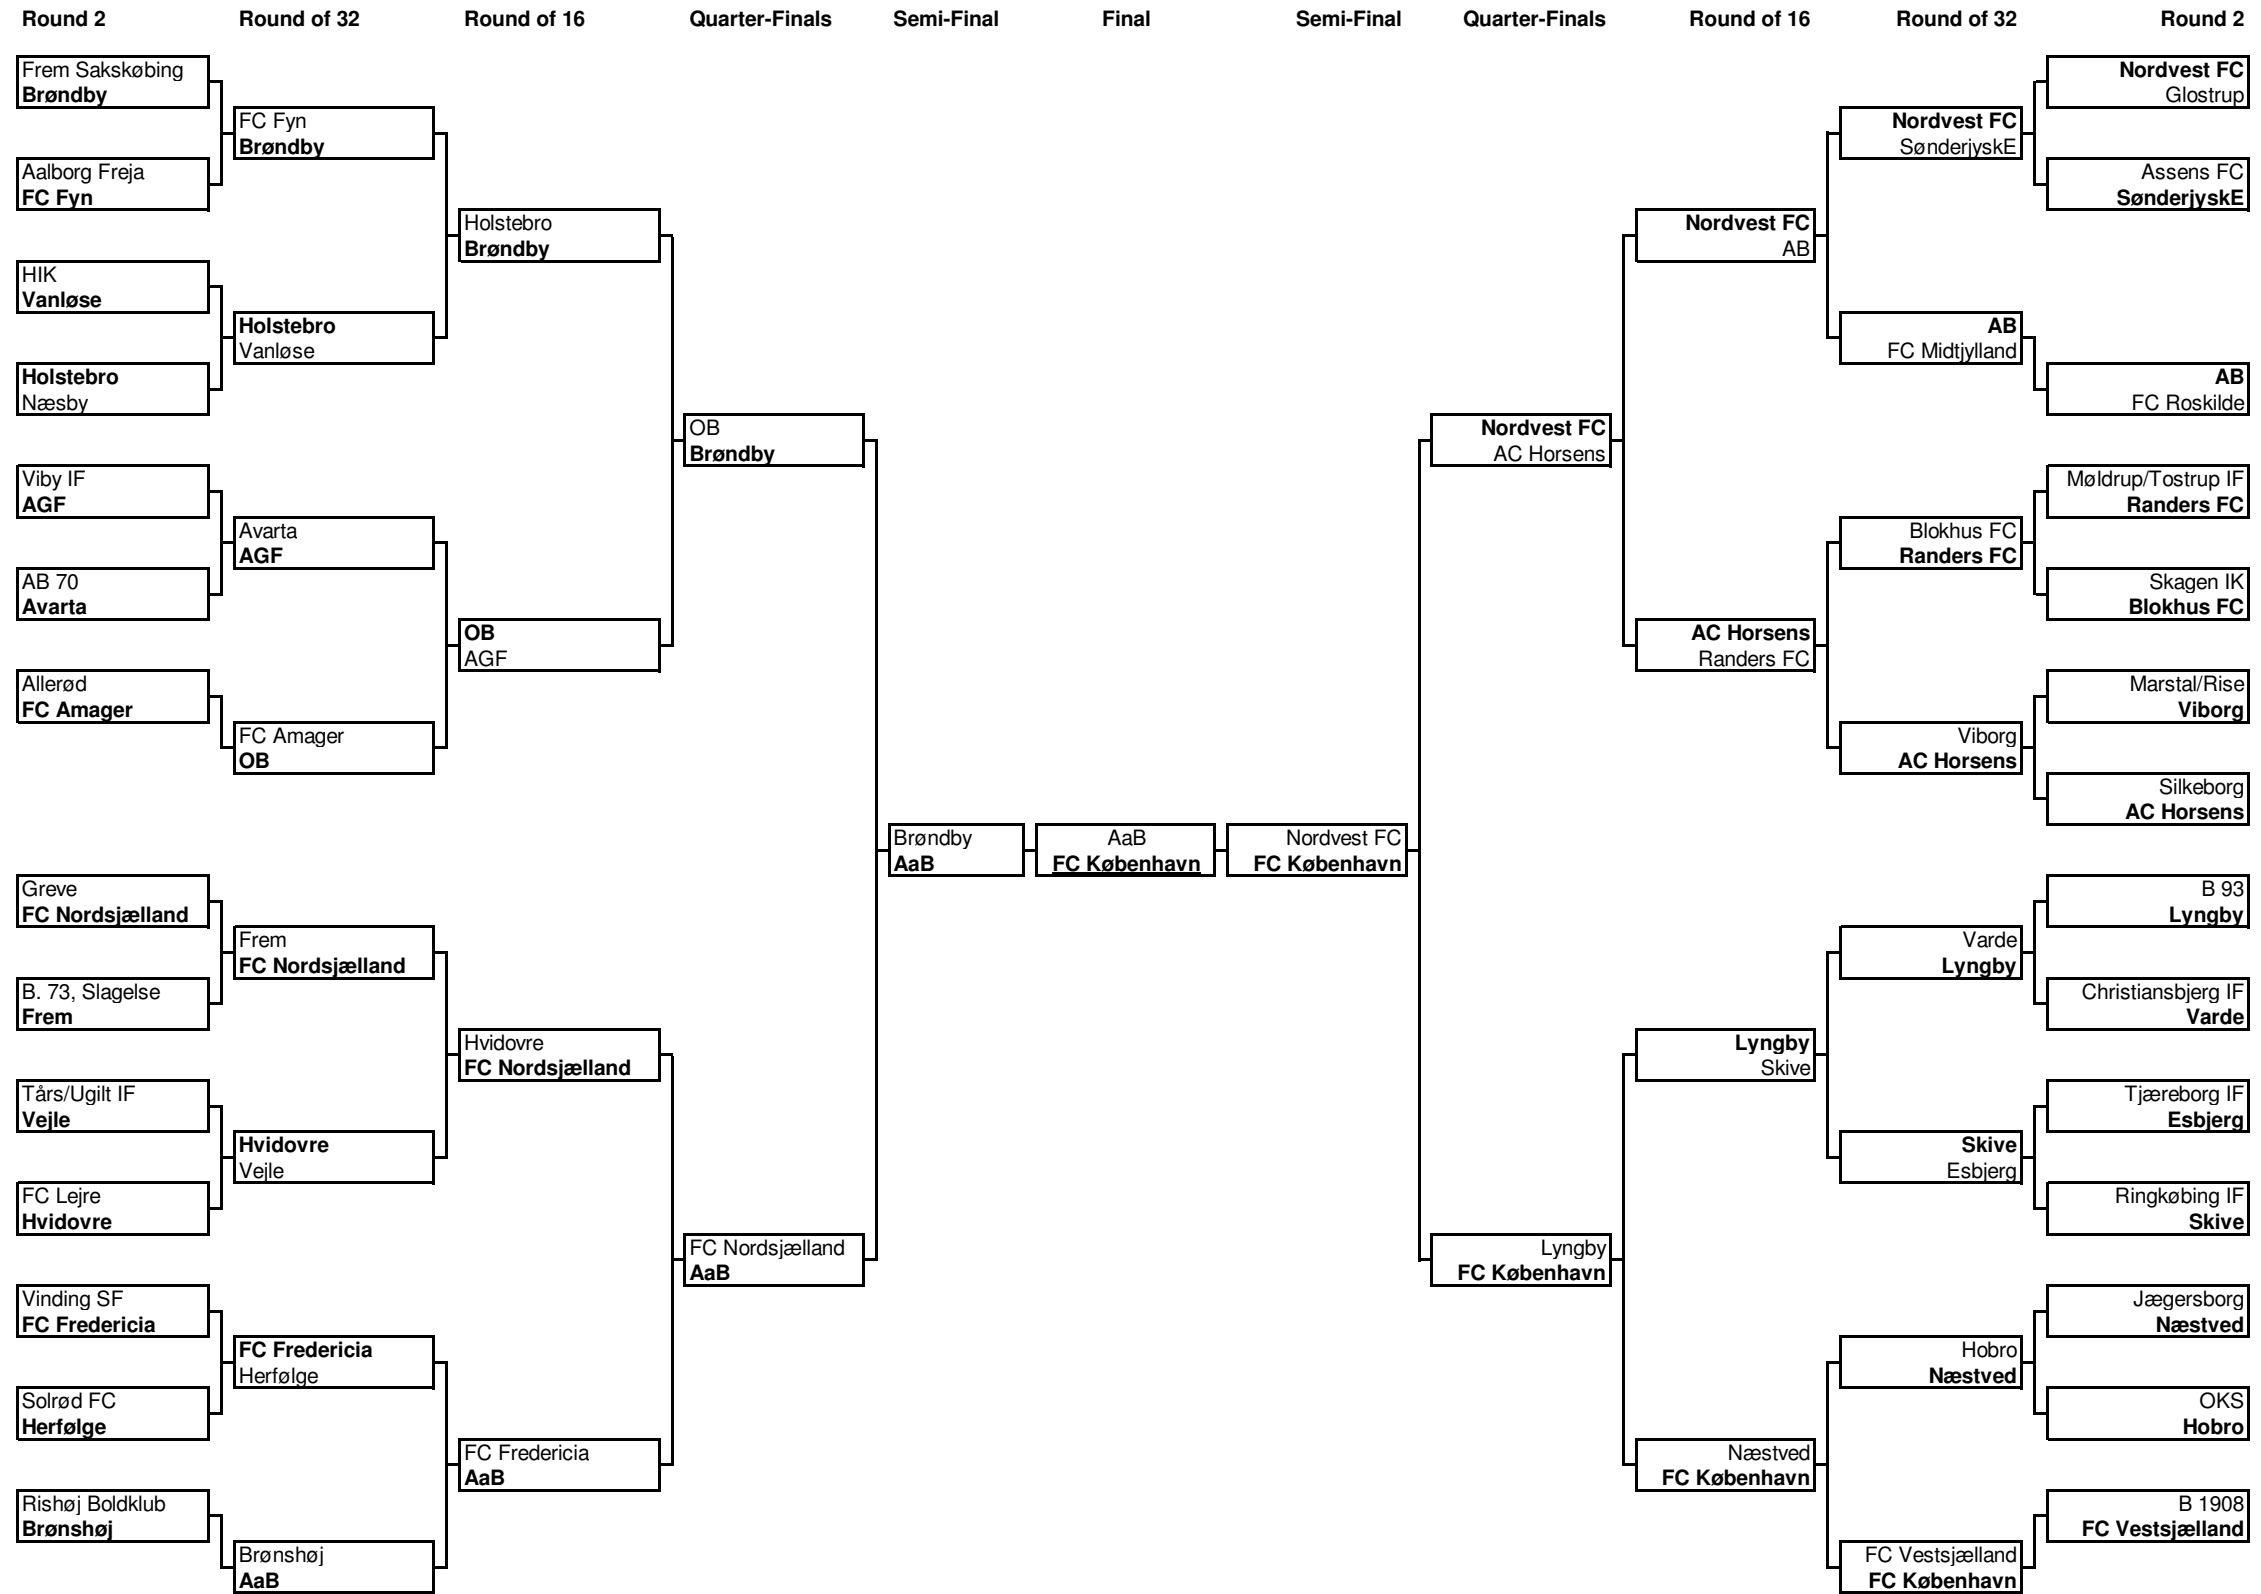 Round 2
Round of 32
Round of 16
Quarter-Finals
Semi-Final
Final
Semi-Final
Quarter-Finals
Round of 16
Round of 32
Round 2
Frem Sakskøbing
Brøndby
Aalborg Freja
FC Fyn
HIK
Vanløse
Holstebro
Næsby
Viby IF
AGF
AB 70
Avarta
Allerød
FC Amager
Greve
FC Nordsjælland
B. 73, Slagelse
Frem
Tårs/Ugilt IF
Vejle
FC Lejre
Hvidovre
Vinding SF
FC Fredericia
Solrød FC
Herfølge
Rishøj Boldklub
Brønshøj
FC Fyn
Brøndby
Holstebro
Vanløse
Avarta
AGF
FC Amager
OB
Frem
FC Nordsjælland
Hvidovre
Vejle
FC Fredericia
Herfølge
Brønshøj
AaB
Holstebro
Brøndby
OB
AGF
Hvidovre
FC Nordsjælland
FC Fredericia
AaB
OB
Brøndby
FC Nordsjælland
AaB
Brøndby
AaB
AaB
FC København
Nordvest FC
FC København
Nordvest FC
AC Horsens
Lyngby
FC København
Nordvest FC
AB
AC Horsens
Randers FC
Lyngby
Skive
Næstved
FC København
Nordvest FC
SønderjyskE
AB
FC Midtjylland
Blokhus FC
Randers FC
Viborg
AC Horsens
Varde
Lyngby
Skive
Esbjerg
Hobro
Næstved
FC Vestsjælland
FC København
Nordvest FC
Glostrup
Assens FC
SønderjyskE
AB
FC Roskilde
Møldrup/Tostrup IF
Randers FC
Skagen IK
Blokhus FC
Marstal/Rise
Viborg
Silkeborg
AC Horsens
B 93
Lyngby
Christiansbjerg IF
Varde
Tjæreborg IF
Esbjerg
Ringkøbing IF
Skive
Jægersborg
Næstved
OKS
Hobro
B 1908
FC Vestsjælland